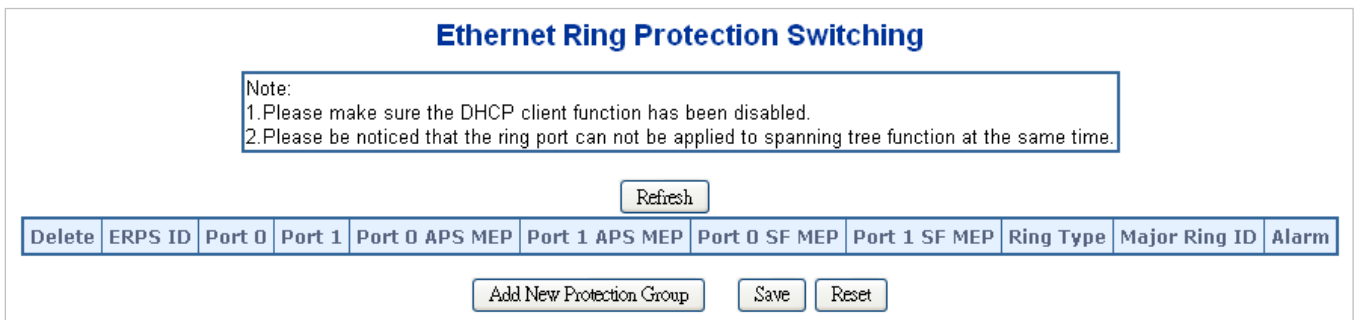 Ethernet Ring Protection Switching
Note:
1.Please make sure the DHCP client function has been disabled.
2.Please be noticed that the ring port can not be applied to spanning tree function at the same time.
Refresh
Delete ERPS ID Port 0 Port 1 Port 0 APS MEP Port 1 APS MEP Port 0 SF MEP Port 1 SF MEP Ring Type Major Ring ID Alarm
Add New Protection Group Save Reset